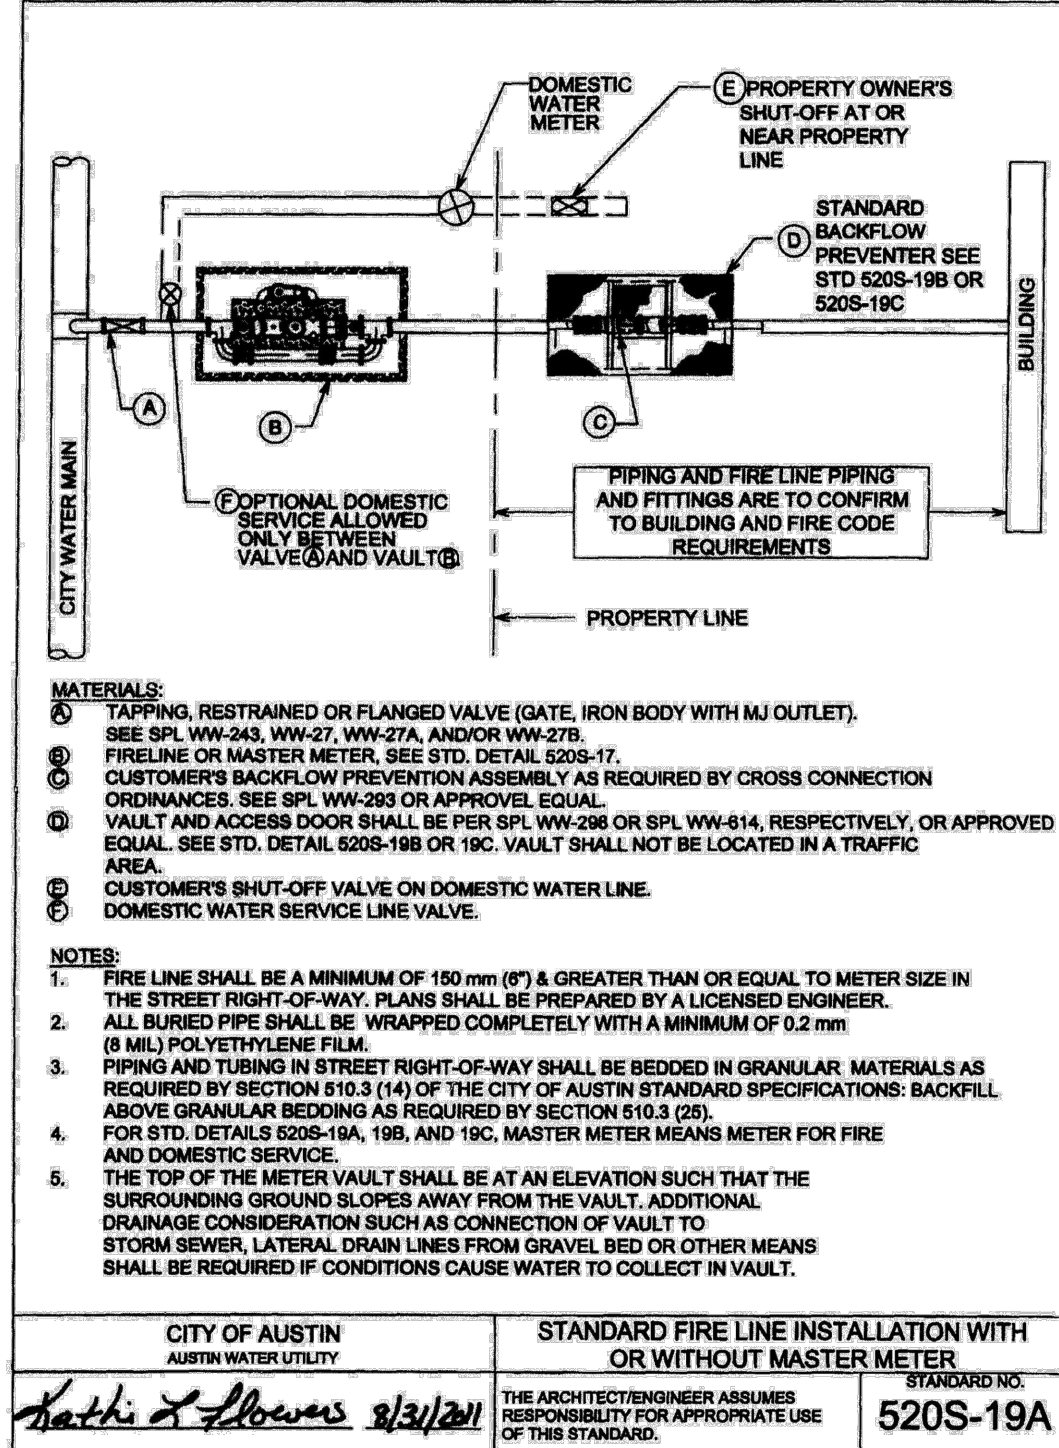 DOMESTIC
WATER
METER
E PROPERTY OWNER'S
SHUT-OFF AT OR
NEAR PROPERTY
LINE
D
STANDARD
BACKFLOW
PREVENTER SEE
STD 520S-19B OR
520S-19C
BUILDING
A
B
C
CITY WATER MAIN
F OPTIONAL DOMESTIC
SERVICE ALLOWED
ONLY BETWEEN
VALVE A AND VAULT B
PIPING AND FIRE LINE PIPING
AND FITTINGS ARE TO CONFIRM
TO BUILDING AND FIRE CODE
REQUIREMENTS
PROPERTY LINE
MATERIALS:
A TAPPING, RESTRAINED OR FLANGED VALVE (GATE, IRON BODY WITH MJ OUTLET).
SEE SPL WW-243, WW-27, WW-27A, AND/OR WW-27B.
B FIRELINE OR MASTER METER, SEE STD. DETAIL 520S-17.
C CUSTOMER'S BACKFLOW PREVENTION ASSEMBLY AS REQUIRED BY CROSS CONNECTION
ORDINANCES. SEE SPL WW-293 OR APPROVEL EQUAL.
D VAULT AND ACCESS DOOR SHALL BE PER SPL WW-298 OR SPL WW-614, RESPECTIVELY, OR APPROVED
EQUAL. SEE STD. DETAIL 520S-19B OR 19C. VAULT SHALL NOT BE LOCATED IN A TRAFFIC
AREA.
E CUSTOMER'S SHUT-OFF VALVE ON DOMESTIC WATER LINE.
F DOMESTIC WATER SERVICE LINE VALVE.
NOTES:
1. FIRE LINE SHALL BE A MINIMUM OF 150 mm (6") & GREATER THAN OR EQUAL TO METER SIZE IN
THE STREET RIGHT-OF-WAY. PLANS SHALL BE PREPARED BY A LICENSED ENGINEER.
2. ALL BURIED PIPE SHALL BE WRAPPED COMPLETELY WITH A MINIMUM OF 0.2 mm
(8 MIL) POLYETHYLENE FILM.
3. PIPING AND TUBING IN STREET RIGHT-OF-WAY SHALL BE BEDDED IN GRANULAR MATERIALS AS
REQUIRED BY SECTION 510.3 (14) OF THE CITY OF AUSTIN STANDARD SPECIFICATIONS: BACKFILL
ABOVE GRANULAR BEDDING AS REQUIRED BY SECTION 510.3 (25).
4. FOR STD. DETAILS 520S-19A, 19B, AND 19C, MASTER METER MEANS METER FOR FIRE
AND DOMESTIC SERVICE.
5. THE TOP OF THE METER VAULT SHALL BE AT AN ELEVATION SUCH THAT THE
SURROUNDING GROUND SLOPES AWAY FROM THE VAULT. ADDITIONAL
DRAINAGE CONSIDERATION SUCH AS CONNECTION OF VAULT TO
STORM SEWER, LATERAL DRAIN LINES FROM GRAVEL BED OR OTHER MEANS
SHALL BE REQUIRED IF CONDITIONS CAUSE WATER TO COLLECT IN VAULT.
CITY OF AUSTIN
AUSTIN WATER UTILITY
STANDARD FIRE LINE INSTALLATION WITH
OR WITHOUT MASTER METER
Kathi L Flowers 8/31/2011
THE ARCHITECT/ENGINEER ASSUMES
RESPONSIBILITY FOR APPROPRIATE USE
OF THIS STANDARD.
STANDARD NO.
520S-19A